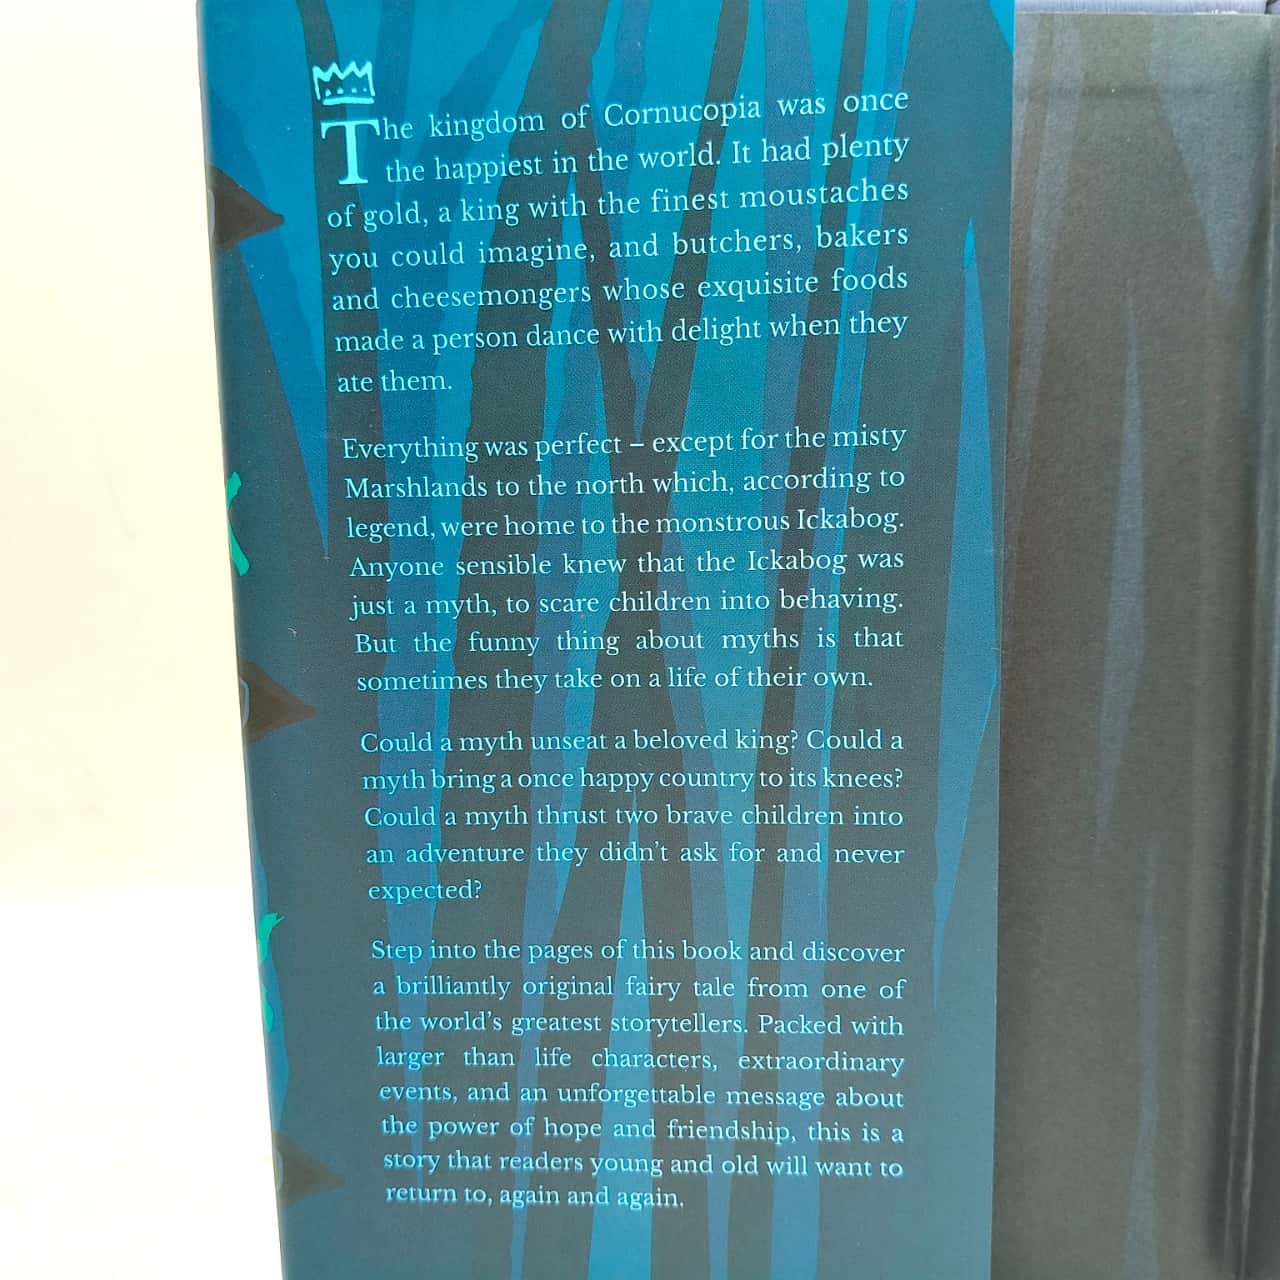 The kingdom of Cornucopia was once
the happiest in the world. It had plenty
of gold, a king with the finest moustaches
you could imagine, and butchers, bakers
and cheesemongers whose exquisite foods
made a person dance with delight when they
ate them.
Everything was perfect – except for the misty
Marshlands to the north which, according to
legend, were home to the monstrous Ickabog.
Anyone sensible knew that the Ickabog was
just a myth, to scare children into behaving.
But the funny thing about myths is that
sometimes they take on a life of their own.
Could a myth unseat a beloved king? Could a
myth bring a once happy country to its knees?
Could a myth thrust two brave children into
an adventure they didn't ask for and never
expected?
Step into the pages of this book and discover
a brilliantly original fairy tale from one of
the world's greatest storytellers. Packed with
larger than life characters, extraordinary
events, and an unforgettable message about
the power of hope and friendship, this is a
story that readers young and old will want to
return to, again and again.